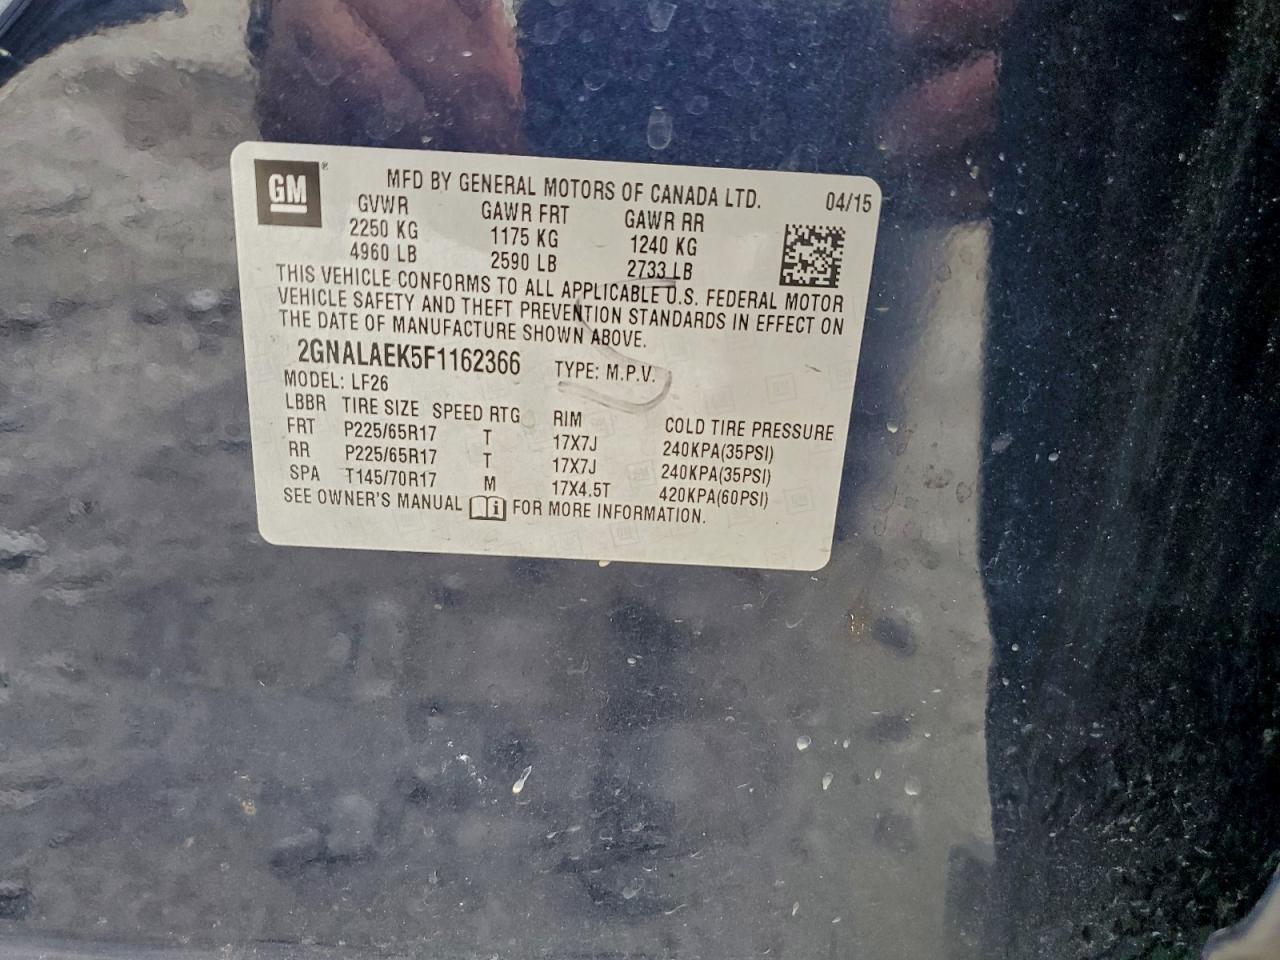 GM ®
MFD BY GENERAL MOTORS OF CANADA LTD. 04/15
GVWR GAWR FRT GAWR RR
2250 KG 1175 KG 1240 KG
4960 LB 2590 LB 2733 LB
THIS VEHICLE CONFORMS TO ALL APPLICABLE U.S. FEDERAL MOTOR
VEHICLE SAFETY AND THEFT PREVENTION STANDARDS IN EFFECT ON
THE DATE OF MANUFACTURE SHOWN ABOVE.
2GNALAEK5F1162366 TYPE: M.P.V.
MODEL: LF26
LBBR TIRE SIZE SPEED RTG RIM COLD TIRE PRESSURE
FRT P225/65R17 T 17X7J 240KPA(35PSI)
RR P225/65R17 T 17X7J 240KPA(35PSI)
SPA T145/70R17 M 17X4.5T 420KPA(60PSI)
SEE OWNER'S MANUAL i FOR MORE INFORMATION.